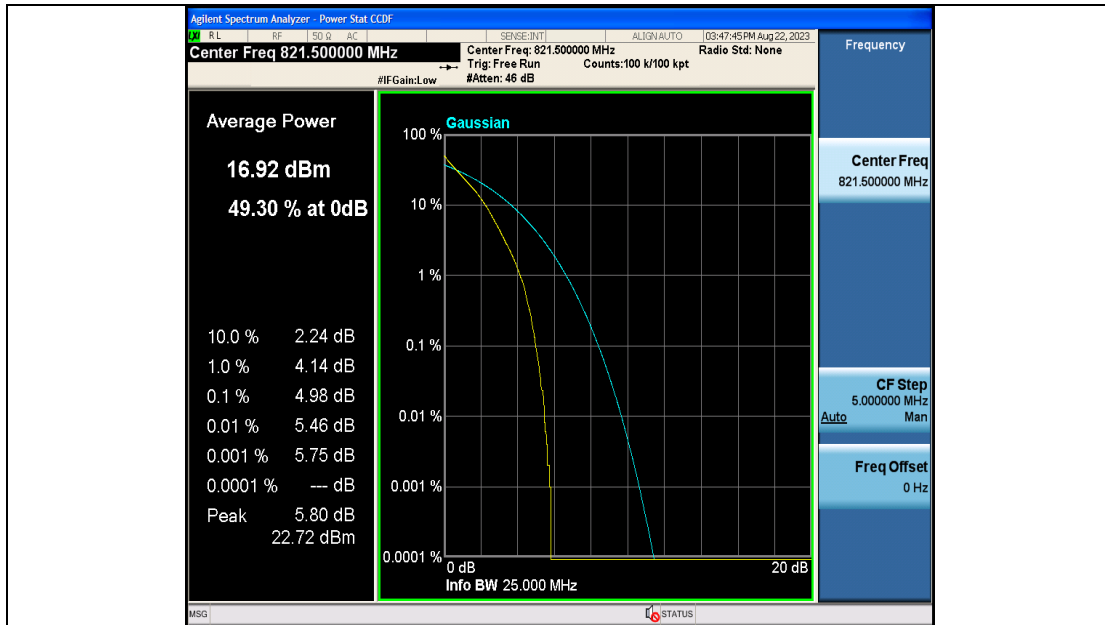 Agilent Spectrum Analyzer - Power Stat CCDF
LXI RL RF 50 Ω AC SENSE:INT ALIGN AUTO 03:47:45 PM Aug 22, 2023
Center Freq 821.500000 MHz
Center Freq: 821.500000 MHz Radio Std: None
Trig: Free Run Counts:100 k/100 kpt
#IFGain:Low #Atten: 46 dB
Frequency
Average Power
16.92 dBm
49.30 % at 0dB
10.0 % 2.24 dB
1.0 % 4.14 dB
0.1 % 4.98 dB
0.01 % 5.46 dB
0.001 % 5.75 dB
0.0001 % --- dB
Peak 5.80 dB
22.72 dBm
Gaussian
100 %
10 %
1 %
0.1 %
0.01 %
0.001 %
0.0001 %
0 dB 20 dB
Info BW 25.000 MHz
Center Freq
821.500000 MHz
CF Step
5.000000 MHz
Auto Man
Freq Offset
0 Hz
MSG STATUS